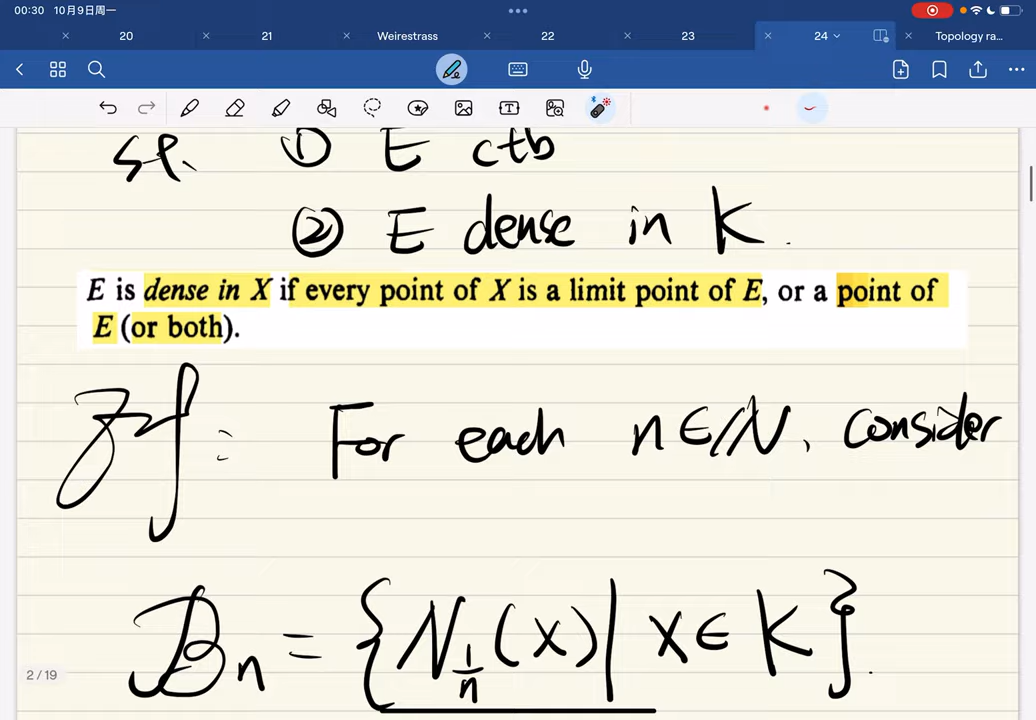 00:30 10月9日周一
20 21 Weirestrass 22 23 24 Topology ra...
s.t. ① E ctb
② E dense in K.
E is dense in X if every point of X is a limit point of E, or a point of
E (or both).
Pf: For each n∈ℕ, consider
𝓑ₙ = {N_{1/n}(x) | x∈K}.
2 / 19